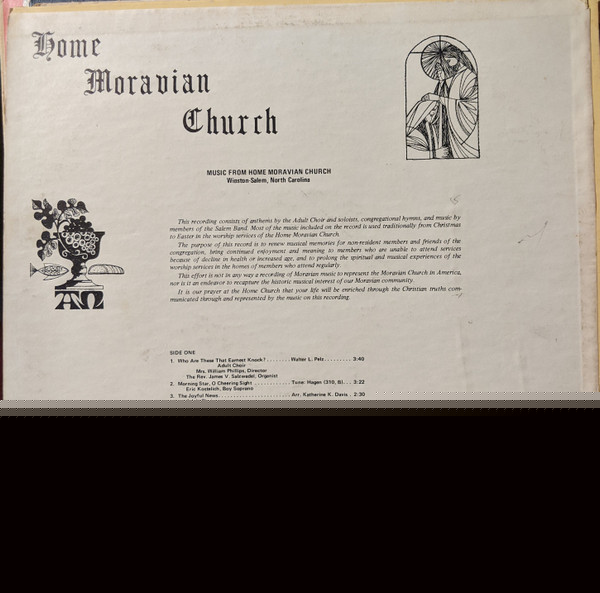 Home
Moravian
Church
MUSIC FROM HOME MORAVIAN CHURCH
Winston-Salem, North Carolina
This recording consists of anthems by the Adult Choir and soloists, congregational hymns, and music by
members of the Salem Band. Most of the music included on the record is used traditionally from Christmas
to Easter in the worship services of the Home Moravian Church.
The purpose of this record is to renew musical memories for non-resident members and friends of the
congregation, bring continued enjoyment and meaning to members who are unable to attend services
because of decline in health or increased age, and to prolong the spiritual and musical experiences of the
worship services in the homes of members who attend regularly.
This effort is not in any way a recording of Moravian music to represent the Moravian Church in America,
nor is it an endeavor to recapture the historic musical interest of our Moravian community.
It is our prayer at the Home Church that your life will be enriched through the Christian truths com-
municated through and represented by the music on this recording.
SIDE ONE
1. Who Are These That Earnest Knock? . . . . . . . . Walter L. Pelz . . . . . . . . . 3:40
Adult Choir
Mrs. William Phillips, Director
The Rev. James V. Salzwedel, Organist
2. Morning Star, O Cheering Sight . . . . . . . . . . . . Tune: Hagen (310, B) . . . 3:22
Eric Kostelich, Boy Soprano
3. The Joyful News . . . . . . . . . . . . . . . . . . . . . . . Arr. Katherine K. Davis . 2:30